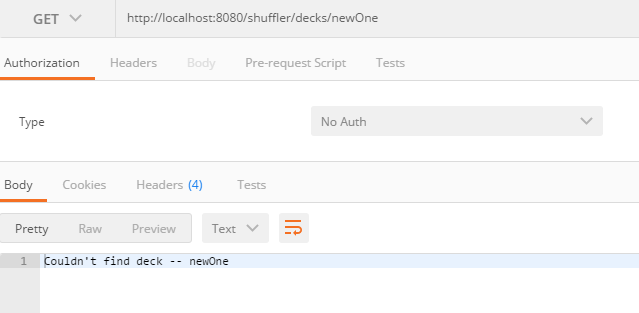 GET http://localhost:8080/shuffler/decks/newOne
Authorization Headers Body Pre-request Script Tests
Type No Auth
Body Cookies Headers (4) Tests
Pretty Raw Preview Text
1 Couldn't find deck -- newOne